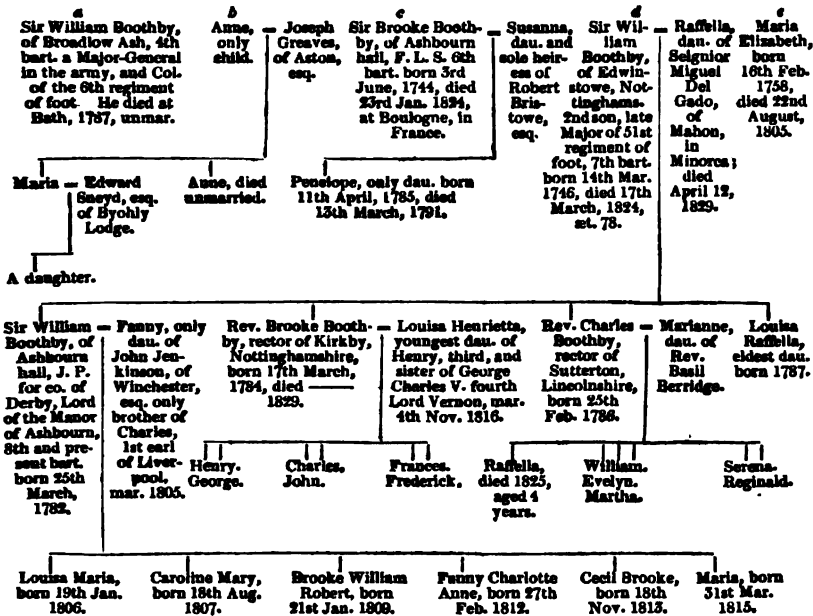 a
Sir William Boothby,
of Broadlow Ash, 4th
bart. a Major-General
in the army, and Col.
of the 6th regiment
of foot. He died at
Bath, 1787, unmar.
b
Anne,
only
child.
Joseph
Greaves,
of Aston,
esq.
c
Sir Brooke Booth-
by, of Ashbourn
hall, F. L. S. 6th
bart. born 3rd
June, 1744, died
23rd Jan. 1824,
at Boulogne, in
France.
Susanna,
dau. and
sole heir-
ess of
Robert
Bris-
towe,
esq.
d
Sir Wil-
liam
Boothby,
of Edwin-
stowe, Not-
tinghams.
2nd son, late
Major of 51st
regiment of
foot, 7th bart.
born 14th Mar.
1746, died 17th
March, 1824,
æt. 78.
Raffella,
dau. of
Seignior
Miguel
Del
Gado,
of
Mahon,
in
Minorca;
died
April 12,
1829.
e
Maria
Elizabeth,
born
16th Feb.
1758,
died 22nd
August,
1805.
Maria
Edward
Sneyd, esq.
of Byohly
Lodge.
Anne, died
unmarried.
Penelope, only dau. born
11th April, 1785, died
13th March, 1791.
A daughter.
Sir William
Boothby, of
Ashbourn
hall, J. P.
for co. of
Derby, Lord
of the Manor
of Ashbourn,
8th and pre-
sent bart.
born 25th
March,
1782.
Fanny, only
dau. of
John Jen-
kinson, of
Winchester,
esq. only
brother of
Charles,
1st earl
of Liver-
pool,
mar. 1805.
Rev. Brooke Booth-
by, rector of Kirkby,
Nottinghamshire,
born 17th March,
1784, died ——
1829.
Louisa Henrietta,
youngest dau. of
Henry, third, and
sister of George
Charles V. fourth
Lord Vernon, mar.
4th Nov. 1816.
Rev. Charles
Boothby,
rector of
Sutterton,
Lincolnshire,
born 25th
Feb. 1786.
Marianne,
dau. of
Rev.
Basil
Berridge.
Louisa
Raffella,
eldest dau.
born 1787.
Henry.
George.
Charles,
John.
Frances.
Frederick.
Raffella,
died 1825,
aged 4
years.
William.
Evelyn.
Martha.
Serena.
Reginald.
Louisa Maria,
born 19th Jan.
1806.
Caroline Mary,
born 18th Aug.
1807.
Brooke William
Robert, born
21st Jan. 1809.
Fanny Charlotte
Anne, born 27th
Feb. 1812.
Cecil Brooke,
born 18th
Nov. 1813.
Maria, born
31st Mar.
1815.